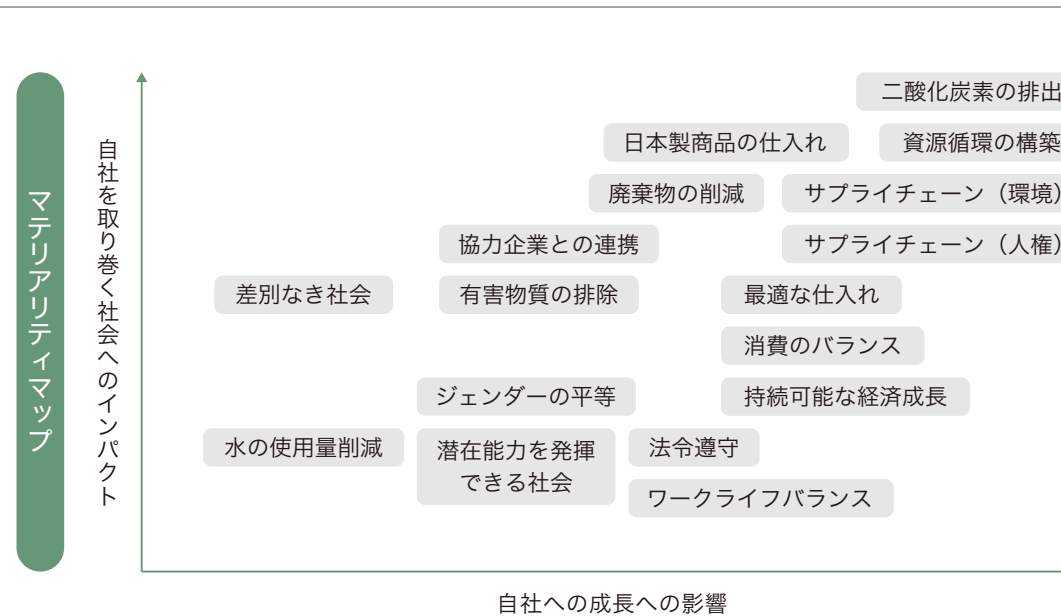 マテリアリティマップ
自社を取り巻く社会へのインパクト
二酸化炭素の排出
日本製商品の仕入れ
資源循環の構築
廃棄物の削減
サプライチェーン（環境）
協力企業との連携
サプライチェーン（人権）
差別なき社会
有害物質の排除
最適な仕入れ
消費のバランス
ジェンダーの平等
持続可能な経済成長
水の使用量削減
潜在能力を発揮
できる社会
法令遵守
ワークライフバランス
自社への成長への影響